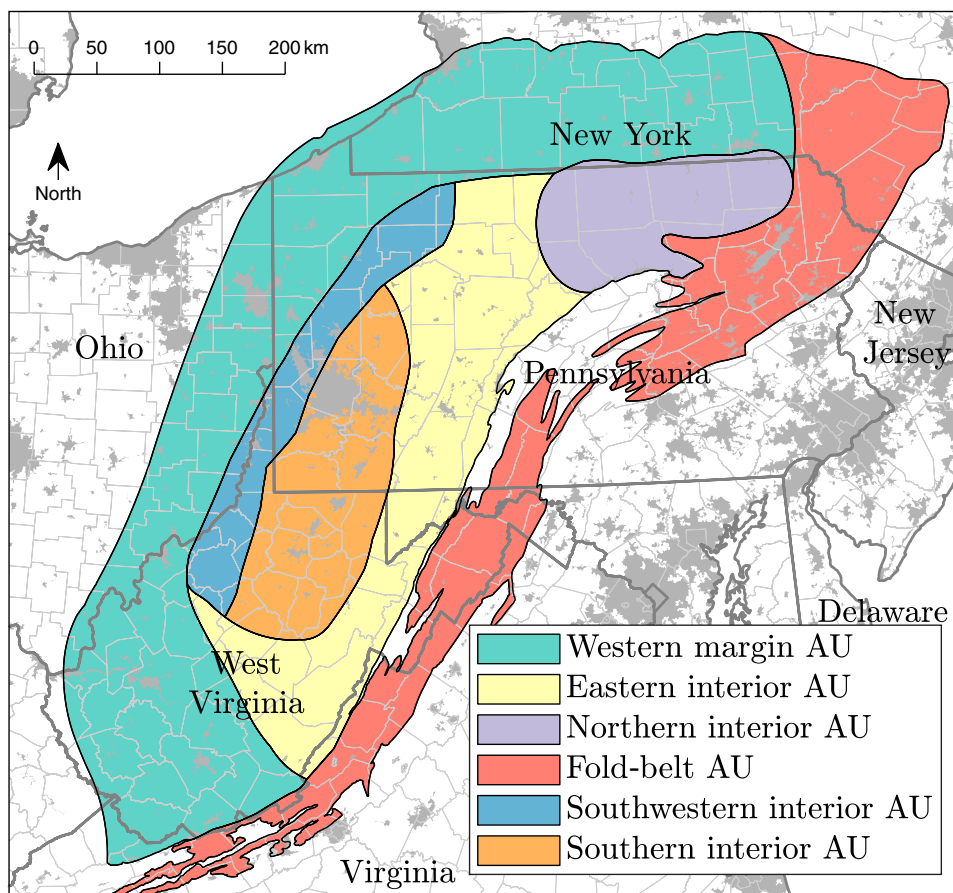 0 50 100 150 200 km
New York
North
New
Jersey
Ohio
Pennsylvania
Delaware
West
Virginia
Virginia
Western margin AU
Eastern interior AU
Northern interior AU
Fold-belt AU
Southwestern interior AU
Southern interior AU